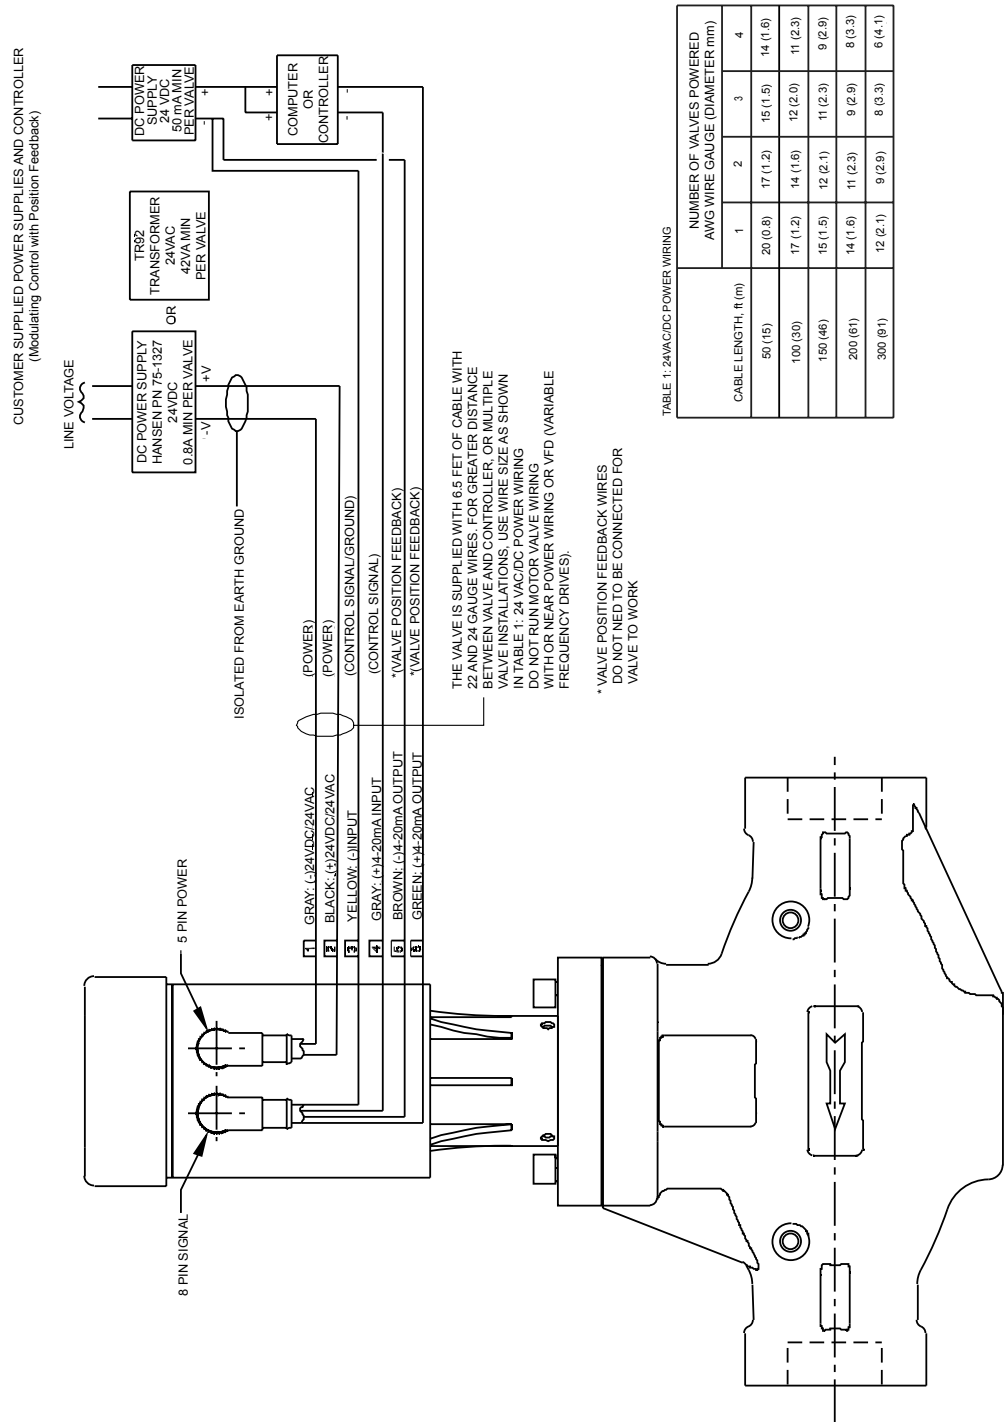 CUSTOMER SUPPLIED POWER SUPPLIES AND CONTROLLER
(Modulating Control with Position Feedback)
LINE VOLTAGE
DC POWER SUPPLY
HANSEN PN 75-1327
24VDC
0.8A MIN PER VALVE
-V +V
OR
TR92
TRANSFORMER
24VAC
42VA MIN
PER VALVE
DC POWER
SUPPLY
24 VDC
50 mA MIN
PER VALVE
- +
COMPUTER
OR
CONTROLLER
+ -
+ -
ISOLATED FROM EARTH GROUND
8 PIN SIGNAL
5 PIN POWER
1 GRAY: (-)24VDC/24VAC (POWER)
2 BLACK: (+)24VDC/24VAC (POWER)
3 YELLOW: (-)INPUT (CONTROL SIGNAL/GROUND)
4 GRAY: (+)4-20mA INPUT (CONTROL SIGNAL)
5 BROWN: (-)4-20mA OUTPUT *(VALVE POSITION FEEDBACK)
6 GREEN: (+)4-20mA OUTPUT *(VALVE POSITION FEEDBACK)
THE VALVE IS SUPPLIED WITH 6.5 FET OF CABLE WITH
22 AND 24 GAUGE WIRES. FOR GREATER DISTANCE
BETWEEN VALVE AND CONTROLLER, OR MULTIPLE
VALVE INSTALLATIONS, USE WIRE SIZE AS SHOWN
IN TABLE 1: 24 VAC/DC POWER WIRING
DO NOT RUN MOTOR VALVE WIRING
WITH OR NEAR POWER WIRING OR VFD (VARIABLE
FREQUENCY DRIVES).
* VALVE POSITION FEEDBACK WIRES
DO NOT NED TO BE CONNECTED FOR
VALVE TO WORK
TABLE 1: 24VAC/DC POWER WIRING
NUMBER OF VALVES POWERED
AWG WIRE GAUGE (DIAMETER mm)
CABLE LENGTH, ft (m) 1 2 3 4
50 (15) 20 (0.8) 17 (1.2) 15 (1.5) 14 (1.6)
100 (30) 17 (1.2) 14 (1.6) 12 (2.0) 11 (2.3)
150 (46) 15 (1.5) 12 (2.1) 11 (2.3) 9 (2.9)
200 (61) 14 (1.6) 11 (2.3) 9 (2.9) 8 (3.3)
300 (91) 12 (2.1) 9 (2.9) 8 (3.3) 6 (4.1)